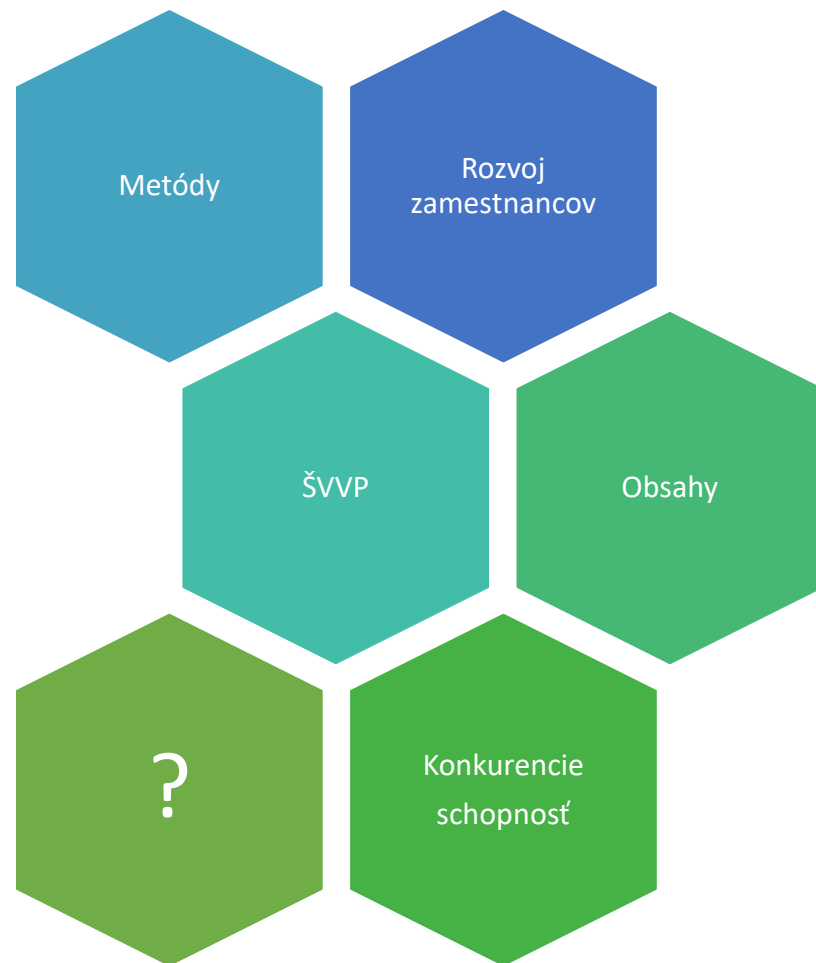 Metódy
Rozvoj
zamestnancov
ŠVVP
Obsahy
?
Konkurencie
schopnosť